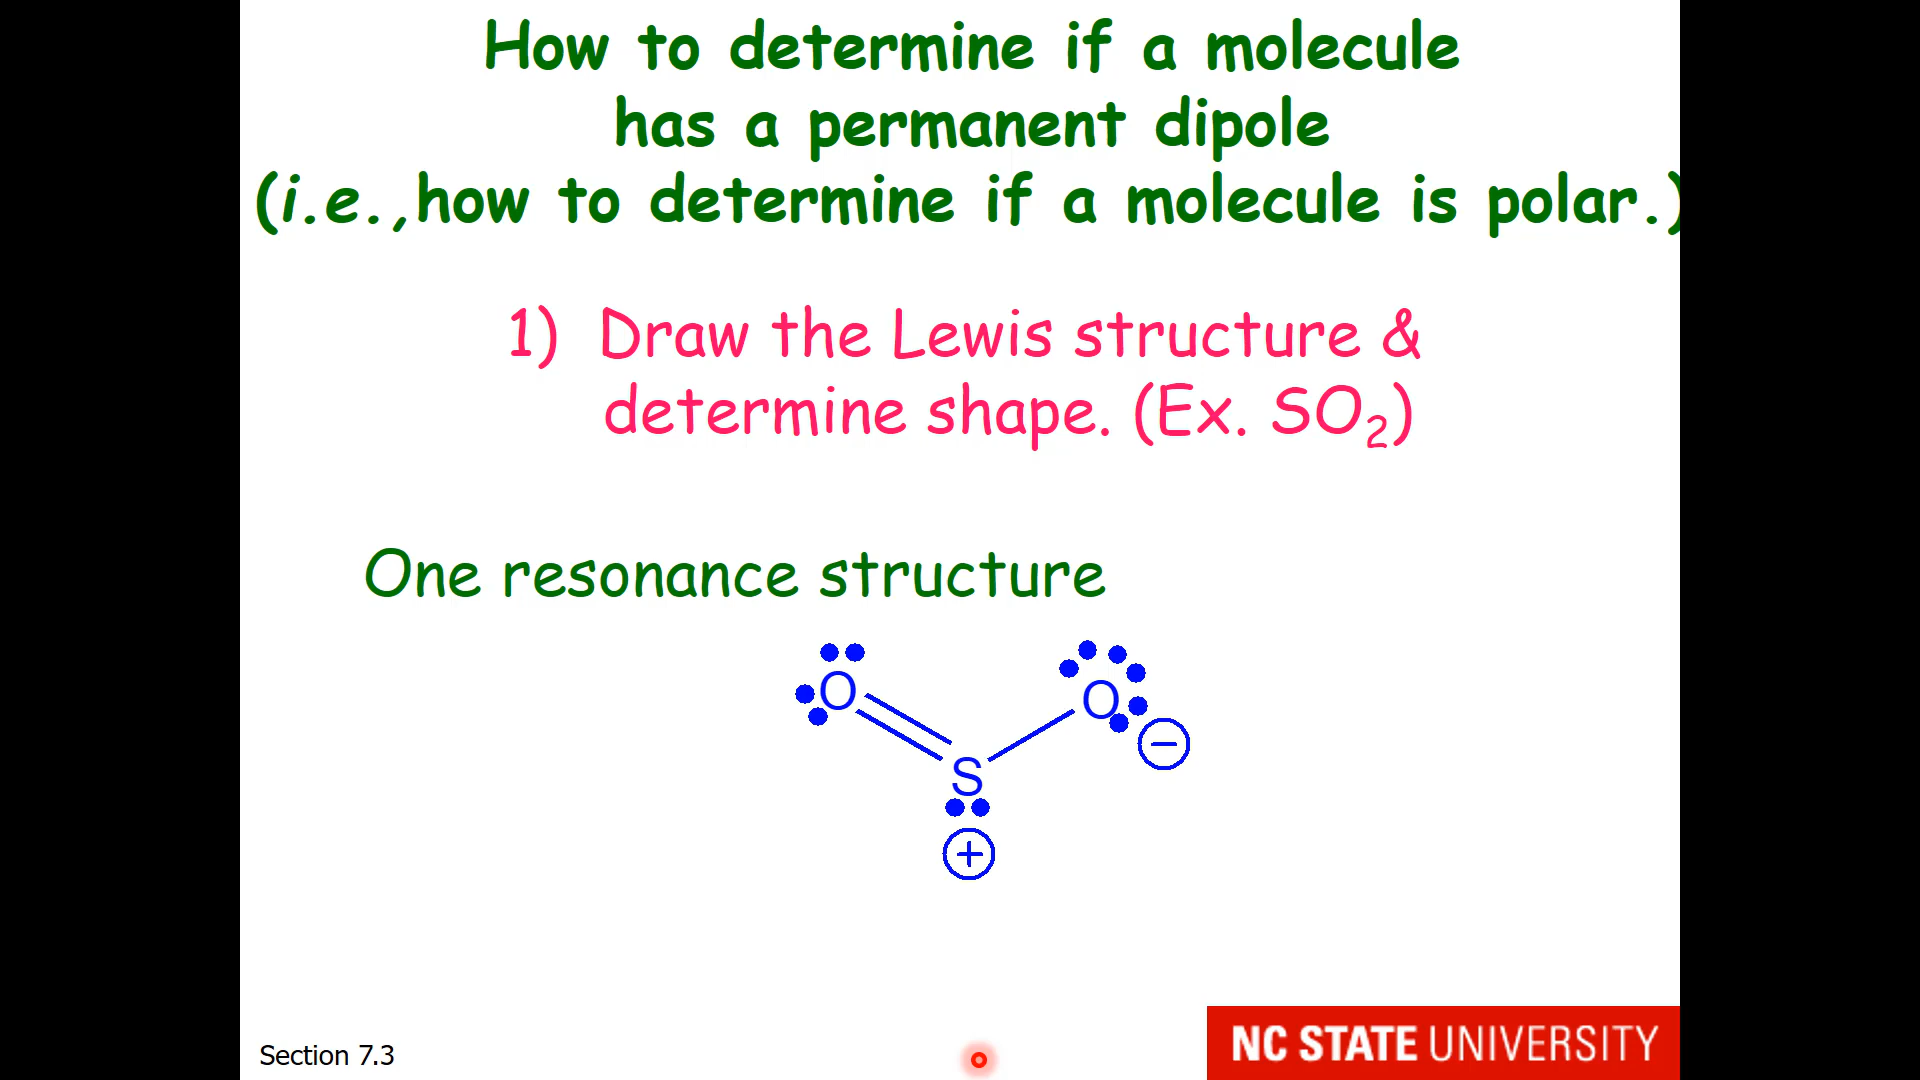 How to determine if a molecule
has a permanent dipole
(i.e.,how to determine if a molecule is polar.)
1) Draw the Lewis structure &
determine shape. (Ex. SO₂)
One resonance structure
O O
−
S
+
Section 7.3
NC STATE UNIVERSITY